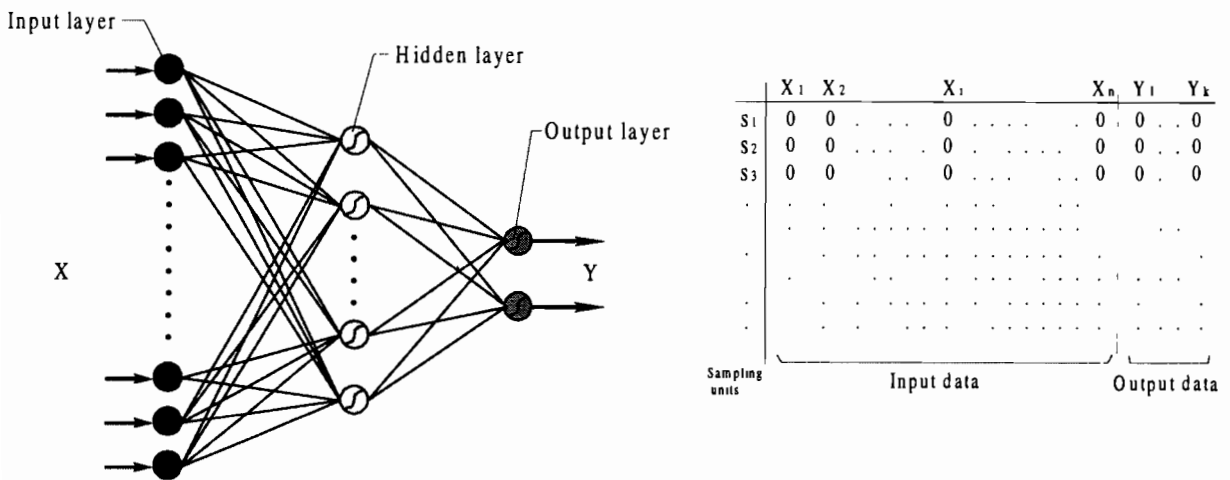 Input layer
Hidden layer
Output layer
X
Y
X1 X2 X1 Xn Y1 Yk
S1 0 0 . . . 0 . . . . . . 0 0 . . 0
S2 0 0 . . . . 0 . . . . . . 0 0 . . 0
S3 0 0 . . . . 0 . . . . . . 0 0 . . 0
Sampling
units
Input data
Output data